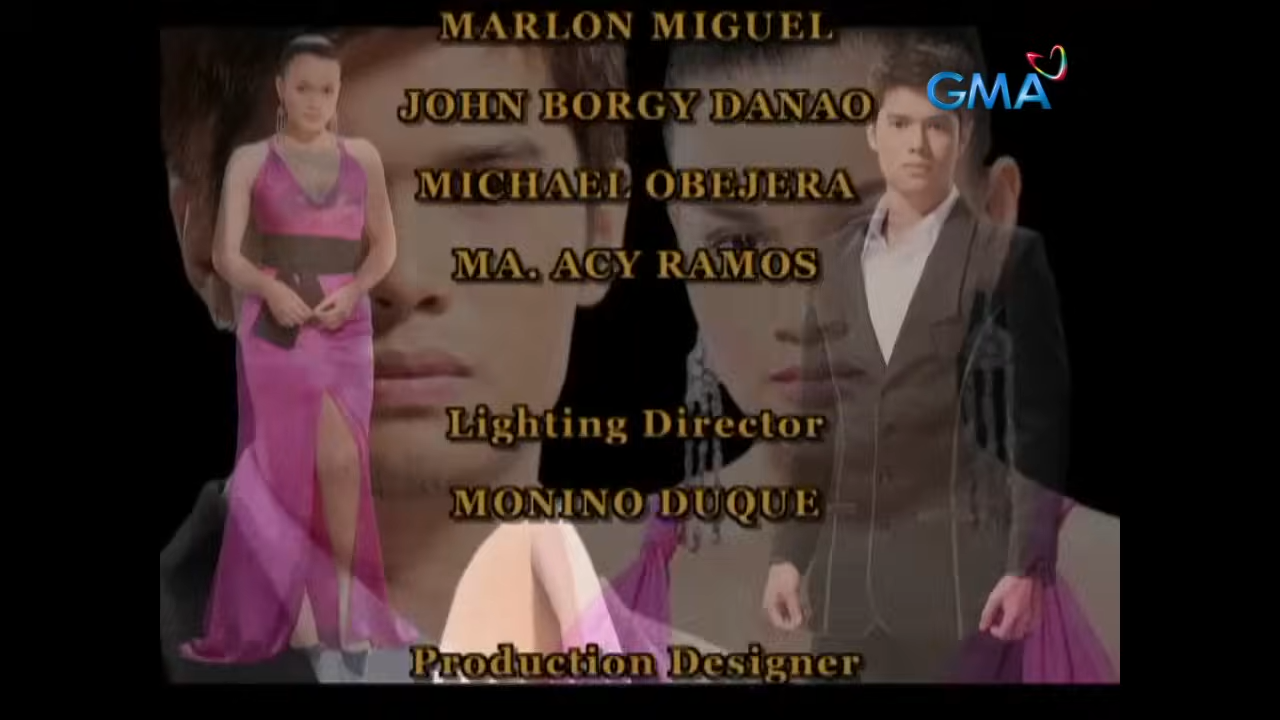 MARLON MIGUEL
GMA
JOHN BORGY DANAO
MICHAEL OBEJERA
MA. ACY RAMOS
Lighting Director
MONINO DUQUE
Production Designer